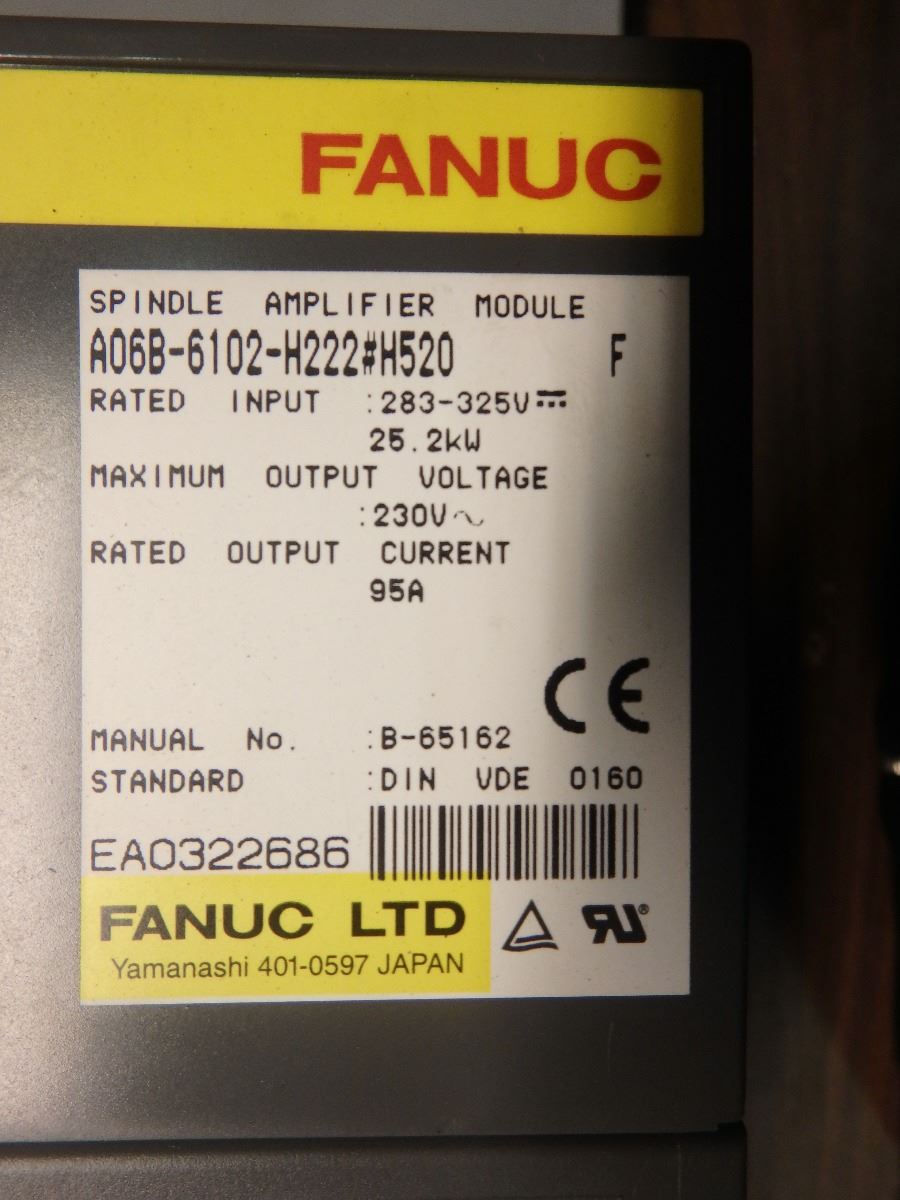 FANUC
SPINDLE AMPLIFIER MODULE
A06B-6102-H222#H520 F
RATED INPUT :283-325V⎓
25.2kW
MAXIMUM OUTPUT VOLTAGE
:230V~
RATED OUTPUT CURRENT
95A
CE
MANUAL No. :B-65162
STANDARD :DIN VDE 0160
EA0322686
FANUC LTD
Yamanashi 401-0597 JAPAN